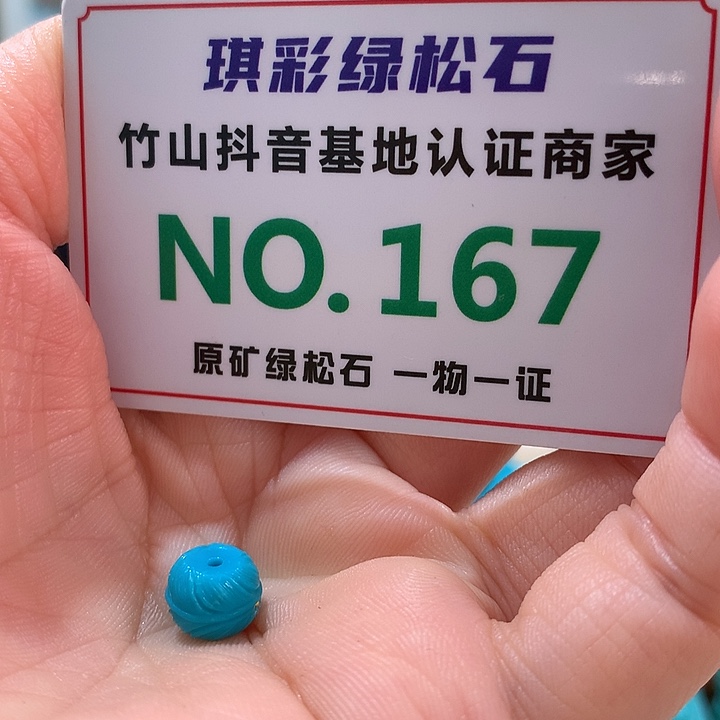 琪彩绿松石
竹山抖音基地认证商家
NO.167
原矿绿松石 一物一证